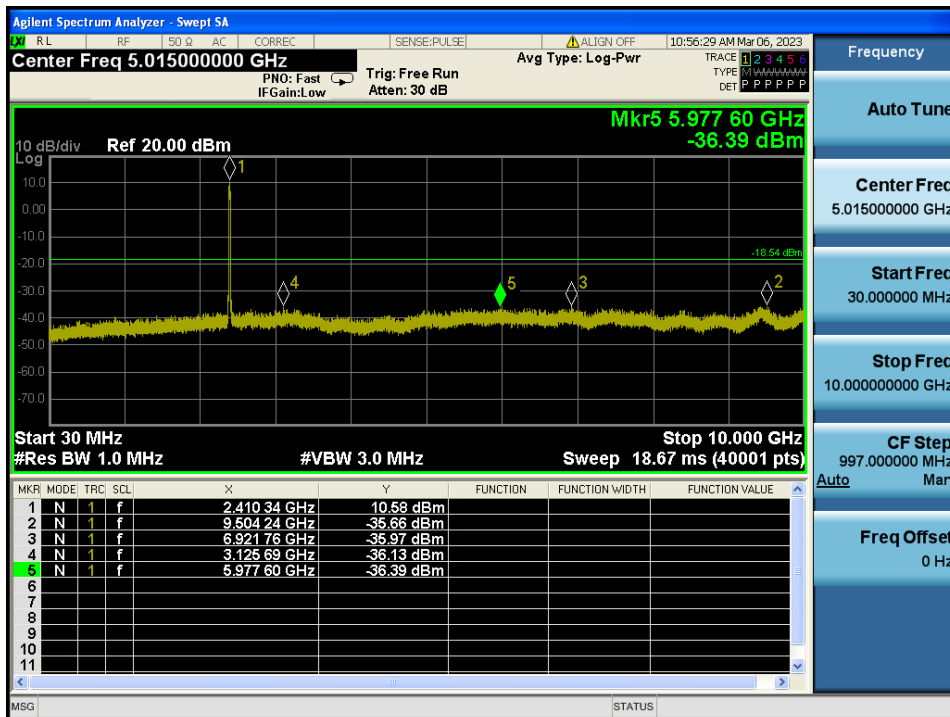 Agilent Spectrum Analyzer - Swept SA
LXI RL RF 50 Ω AC CORREC SENSE:PULSE ALIGN OFF 10:56:29 AM Mar 06, 2023
Center Freq 5.015000000 GHz
PNO: Fast
IFGain:Low
Trig: Free Run
Atten: 30 dB
Avg Type: Log-Pwr
TRACE 1 2 3 4 5 6
TYPE M W W W W W
DET P P P P P P
Mkr5 5.977 60 GHz
-36.39 dBm
10 dB/div
Log
Ref 20.00 dBm
10.0
0.00
-10.0
-20.0
-30.0
-40.0
-50.0
-60.0
-70.0
1
4
5
3
2
-18.54 dBm
Start 30 MHz
Stop 10.000 GHz
#Res BW 1.0 MHz
#VBW 3.0 MHz
Sweep 18.67 ms (40001 pts)
MKR MODE TRC SCL X Y FUNCTION FUNCTION WIDTH FUNCTION VALUE
1 N 1 f 2.410 34 GHz 10.58 dBm
2 N 1 f 9.504 24 GHz -35.66 dBm
3 N 1 f 6.921 76 GHz -35.97 dBm
4 N 1 f 3.125 69 GHz -36.13 dBm
5 N 1 f 5.977 60 GHz -36.39 dBm
6
7
8
9
10
11
MSG
STATUS
Frequency
Auto Tune
Center Freq
5.015000000 GHz
Start Freq
30.000000 MHz
Stop Freq
10.000000000 GHz
CF Step
997.000000 MHz
Auto Man
Freq Offset
0 Hz